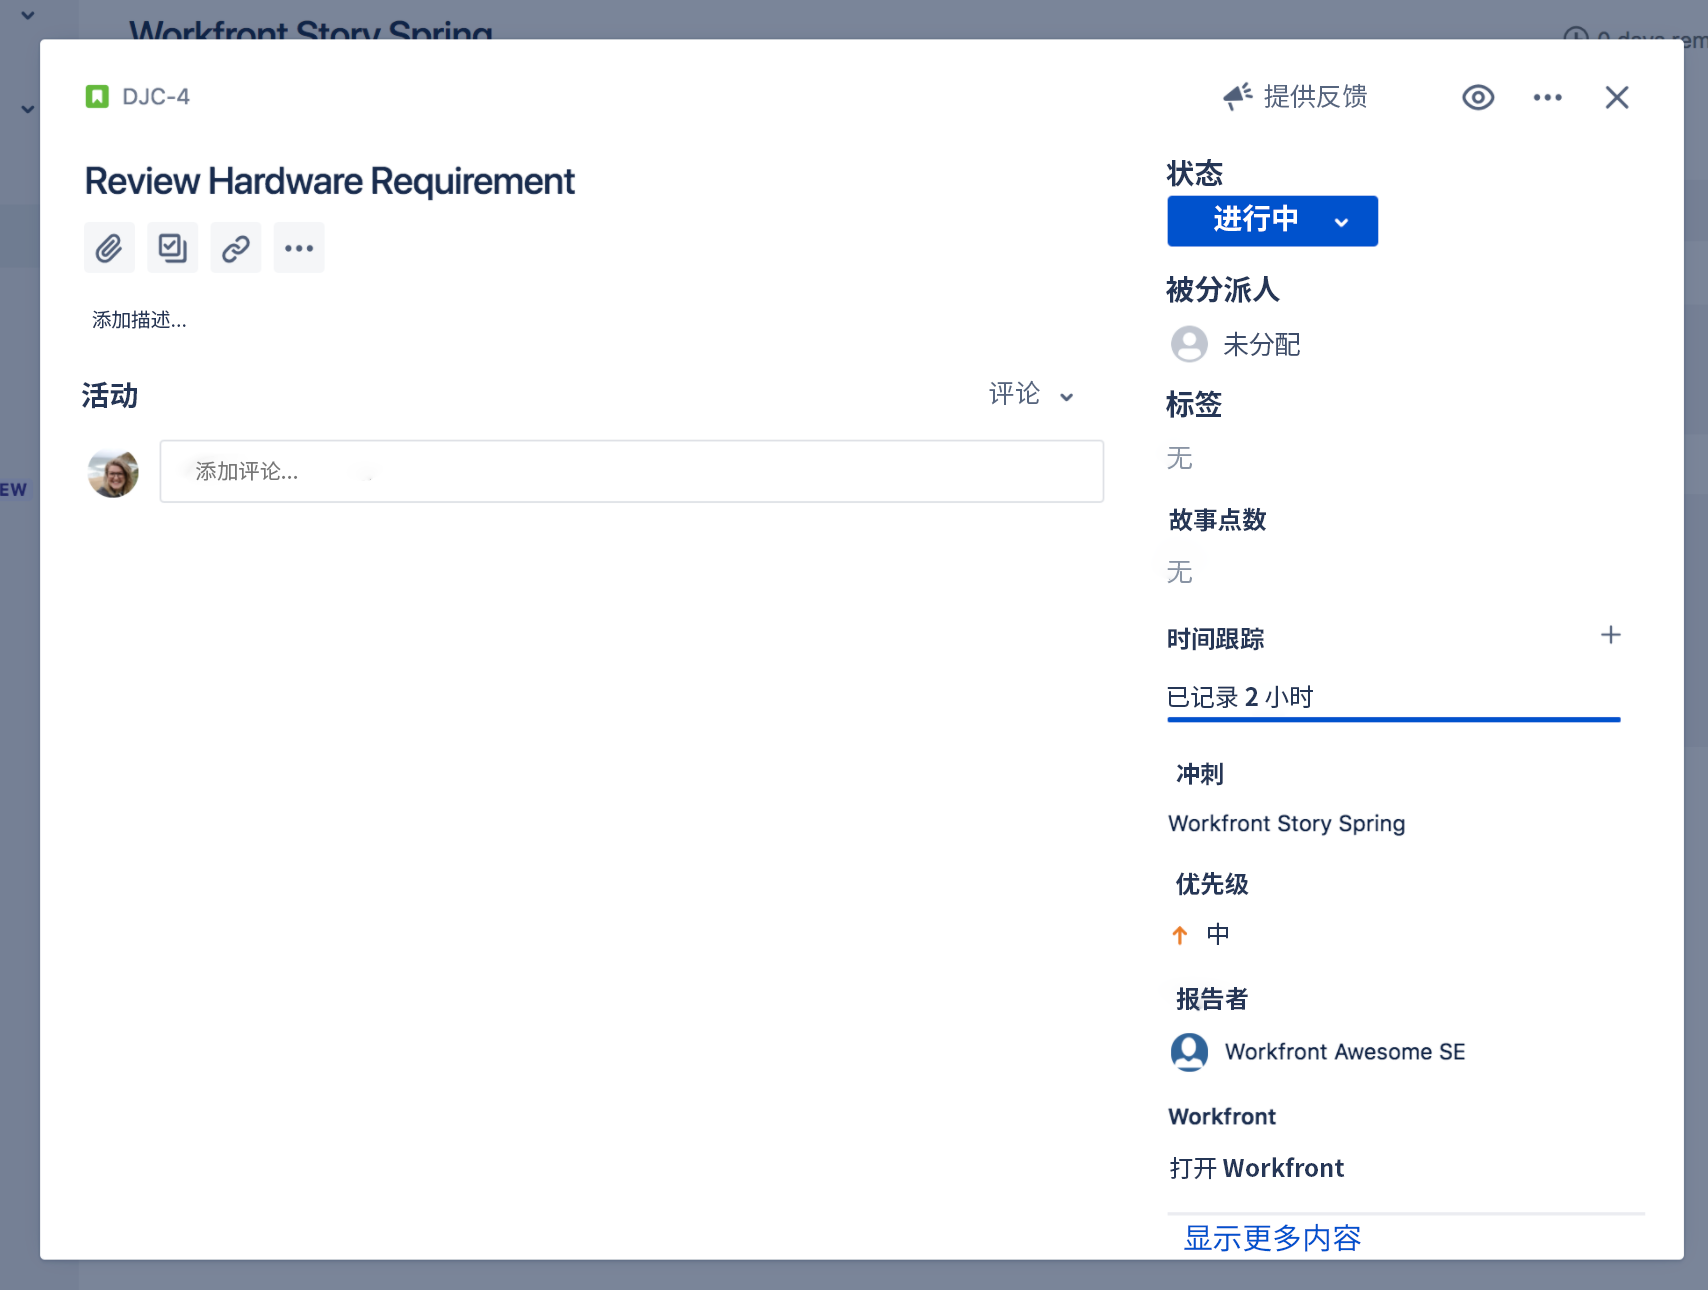 Workfront Story Spring
0 days rem
DJC-4
提供反馈
Review Hardware Requirement
添加描述...
活动
评论
添加评论...
EW
状态
进行中
被分派人
未分配
标签
无
故事点数
无
时间跟踪
已记录 2 小时
冲刺
Workfront Story Spring
优先级
中
报告者
Workfront Awesome SE
Workfront
打开 Workfront
显示更多内容